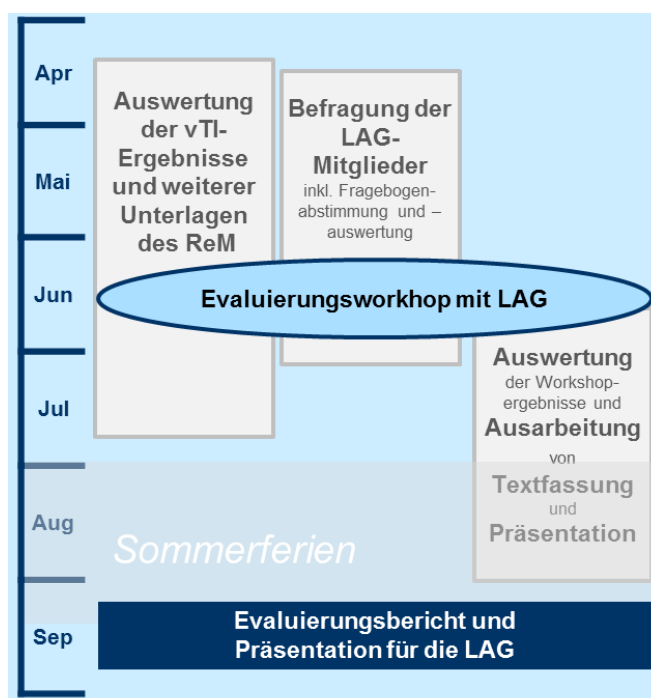 Apr
Mai
Jun
Jul
Aug
Sep
Auswertung
der vTI-
Ergebnisse
und weiterer
Unterlagen
des ReM
Befragung der
LAG-
Mitglieder
inkl. Fragebogen-
abstimmung und –
auswertung
Evaluierungsworkhop mit LAG
Auswertung
der Workshop-
ergebnisse und
Ausarbeitung
von
Textfassung
und
Präsentation
Sommerferien
Evaluierungsbericht und
Präsentation für die LAG